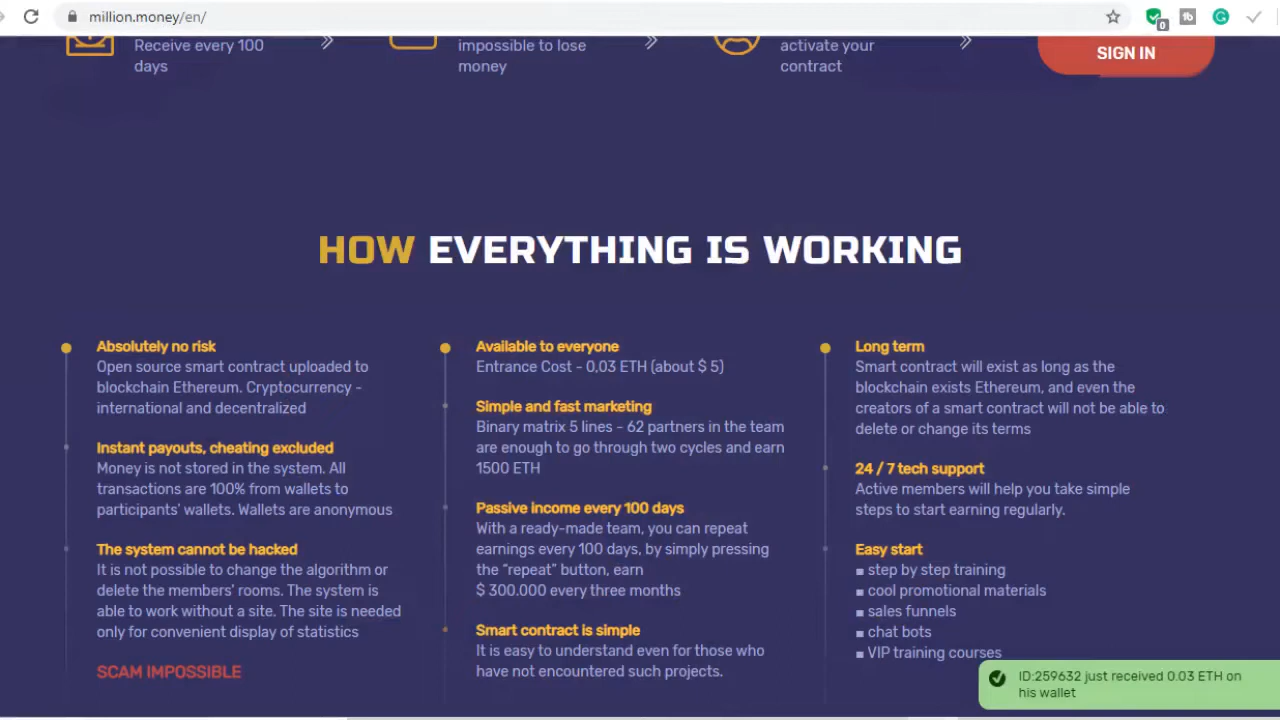 million.money/en/
0
Receive every 100
days
impossible to lose
money
activate your
contract
SIGN IN
HOW EVERYTHING IS WORKING
Absolutely no risk
Open source smart contract uploaded to
blockchain Ethereum. Cryptocurrency -
international and decentralized
Instant payouts, cheating excluded
Money is not stored in the system. All
transactions are 100% from wallets to
participants' wallets. Wallets are anonymous
The system cannot be hacked
It is not possible to change the algorithm or
delete the members' rooms. The system is
able to work without a site. The site is needed
only for convenient display of statistics
SCAM IMPOSSIBLE
Available to everyone
Entrance Cost - 0,03 ETH (about $ 5)
Simple and fast marketing
Binary matrix 5 lines - 62 partners in the team
are enough to go through two cycles and earn
1500 ETH
Passive income every 100 days
With a ready-made team, you can repeat
earnings every 100 days, by simply pressing
the "repeat" button, earn
$ 300.000 every three months
Smart contract is simple
It is easy to understand even for those who
have not encountered such projects.
Long term
Smart contract will exist as long as the
blockchain exists Ethereum, and even the
creators of a smart contract will not be able to
delete or change its terms
24 / 7 tech support
Active members will help you take simple
steps to start earning regularly.
Easy start
■ step by step training
■ cool promotional materials
■ sales funnels
■ chat bots
■ VIP training courses
ID:259632 just received 0.03 ETH on
his wallet